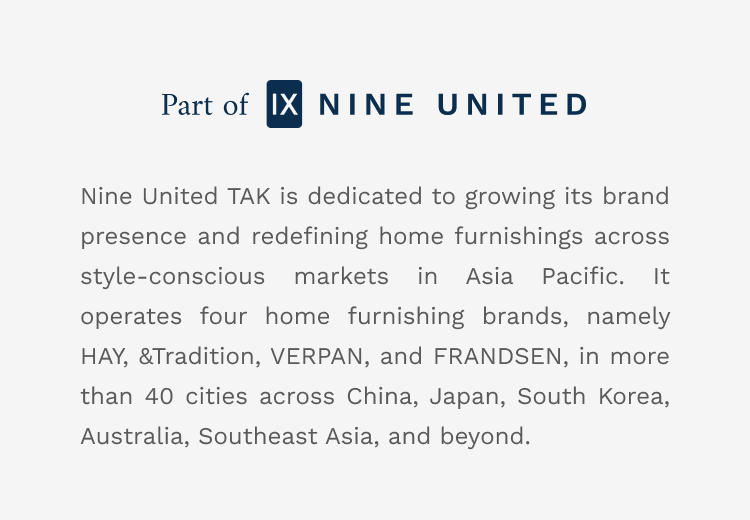 Part of IX NINE UNITED
Nine United TAK is dedicated to growing its brand
presence and redefining home furnishings across
style-conscious markets in Asia Pacific. It
operates four home furnishing brands, namely
HAY, &Tradition, VERPAN, and FRANDSEN, in more
than 40 cities across China, Japan, South Korea,
Australia, Southeast Asia, and beyond.